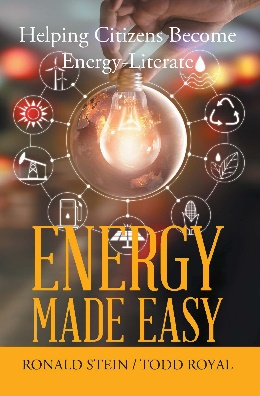 Helping Citizens Become
Energy-Literate
ENERGY
MADE EASY
RONALD STEIN / TODD ROYAL